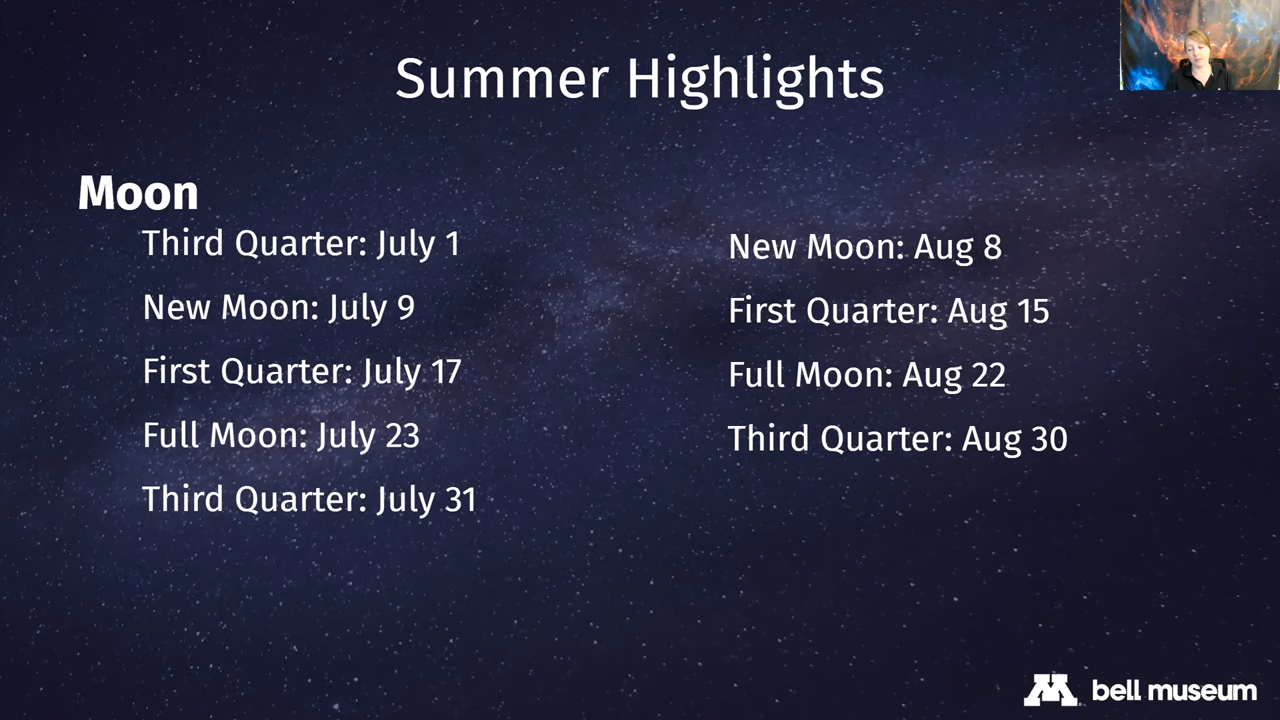 Summer Highlights
Moon
Third Quarter: July 1
New Moon: July 9
First Quarter: July 17
Full Moon: July 23
Third Quarter: July 31
New Moon: Aug 8
First Quarter: Aug 15
Full Moon: Aug 22
Third Quarter: Aug 30
M bell museum